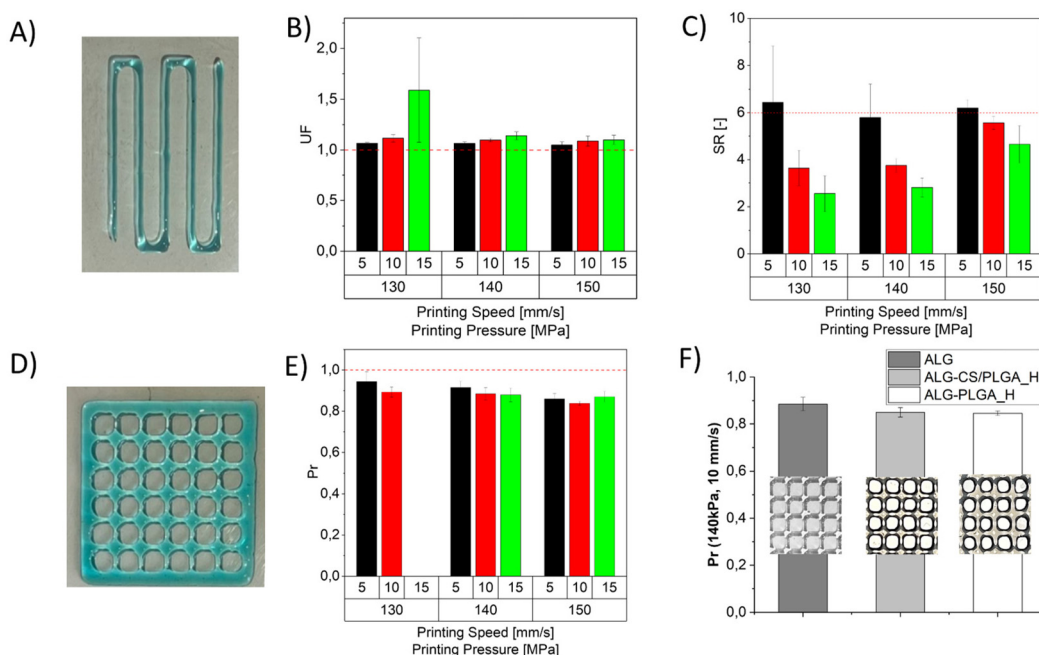 A)
B)
2,0
1,5
1,0
0,5
0,0
UF
5 10 15 5 10 15 5 10 15
130 140 150
Printing Speed [mm/s]
Printing Pressure [MPa]
C)
10
8
6
4
2
0
SR [-]
5 10 15 5 10 15 5 10 15
130 140 150
Printing Speed [mm/s]
Printing Pressure [MPa]
D)
E)
1,0
0,8
0,6
0,4
0,2
0,0
Pr
5 10 15 5 10 15 5 10 15
130 140 150
Printing Speed [mm/s]
Printing Pressure [MPa]
F)
ALG
ALG-CS/PLGA_H
ALG-PLGA_H
1,0
0,8
0,6
0,4
0,2
0,0
Pr (140kPa, 10 mm/s)